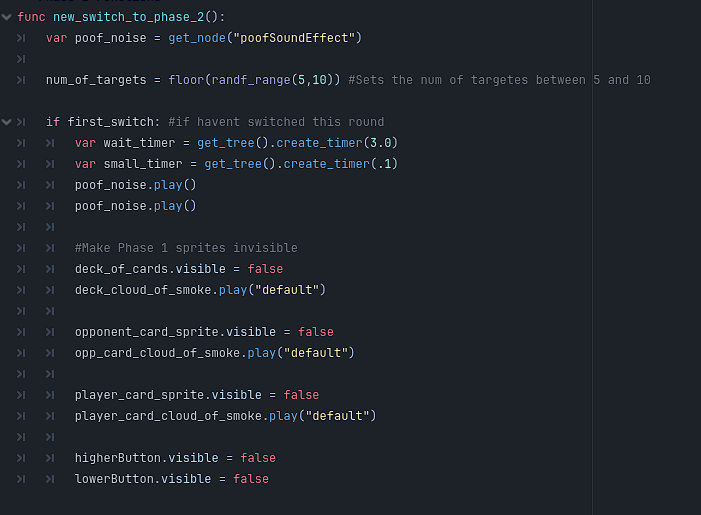 func new_switch_to_phase_2():
var poof_noise = get_node("poofSoundEffect")
num_of_targets = floor(randf_range(5,10)) #Sets the num of targetes between 5 and 10
if first_switch: #if havent switched this round
var wait_timer = get_tree().create_timer(3.0)
var small_timer = get_tree().create_timer(.1)
poof_noise.play()
poof_noise.play()
#Make Phase 1 sprites invisible
deck_of_cards.visible = false
deck_cloud_of_smoke.play("default")
opponent_card_sprite.visible = false
opp_card_cloud_of_smoke.play("default")
player_card_sprite.visible = false
player_card_cloud_of_smoke.play("default")
higherButton.visible = false
lowerButton.visible = false